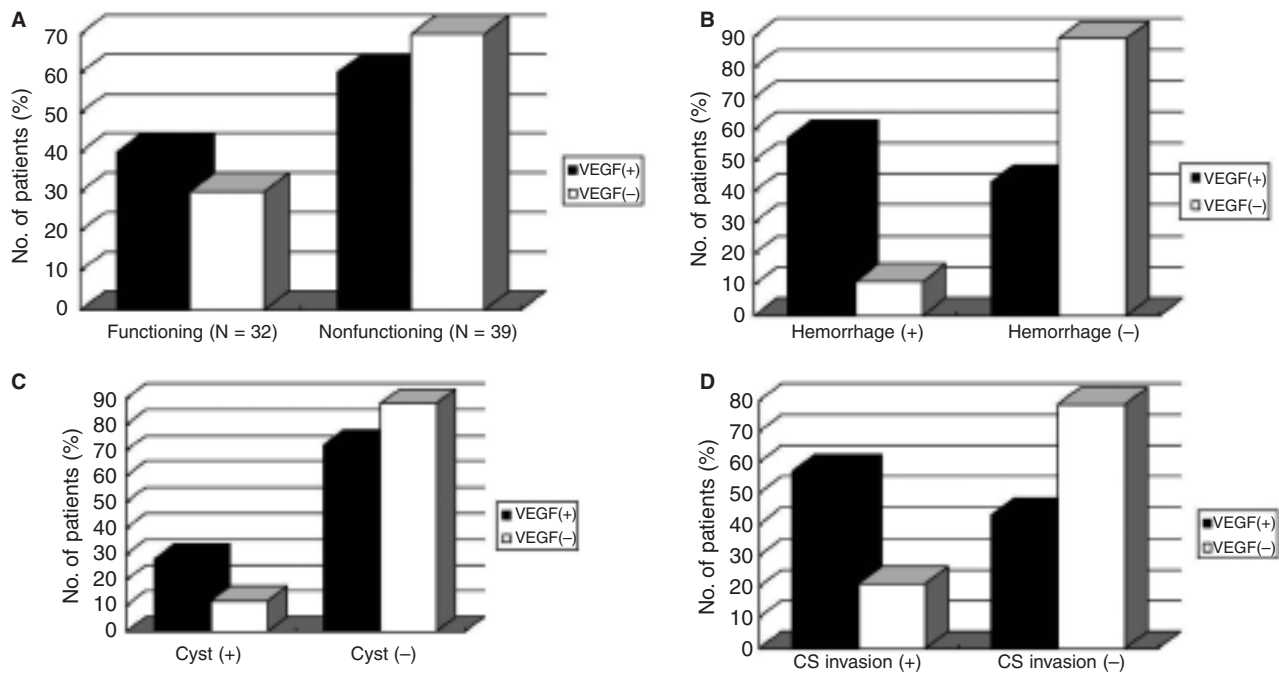 A
No. of patients (%)
70
60
50
40
30
20
10
0
Functioning (N = 32)
Nonfunctioning (N = 39)
VEGF(+)
VEGF(–)
B
No. of patients (%)
90
80
70
60
50
40
30
20
10
0
Hemorrhage (+)
Hemorrhage (–)
VEGF(+)
VEGF(–)
C
No. of patients (%)
90
80
70
60
50
40
30
20
10
0
Cyst (+)
Cyst (–)
VEGF(+)
VEGF(–)
D
No. of patients (%)
80
70
60
50
40
30
20
10
0
CS invasion (+)
CS invasion (–)
VEGF(+)
VEGF(–)